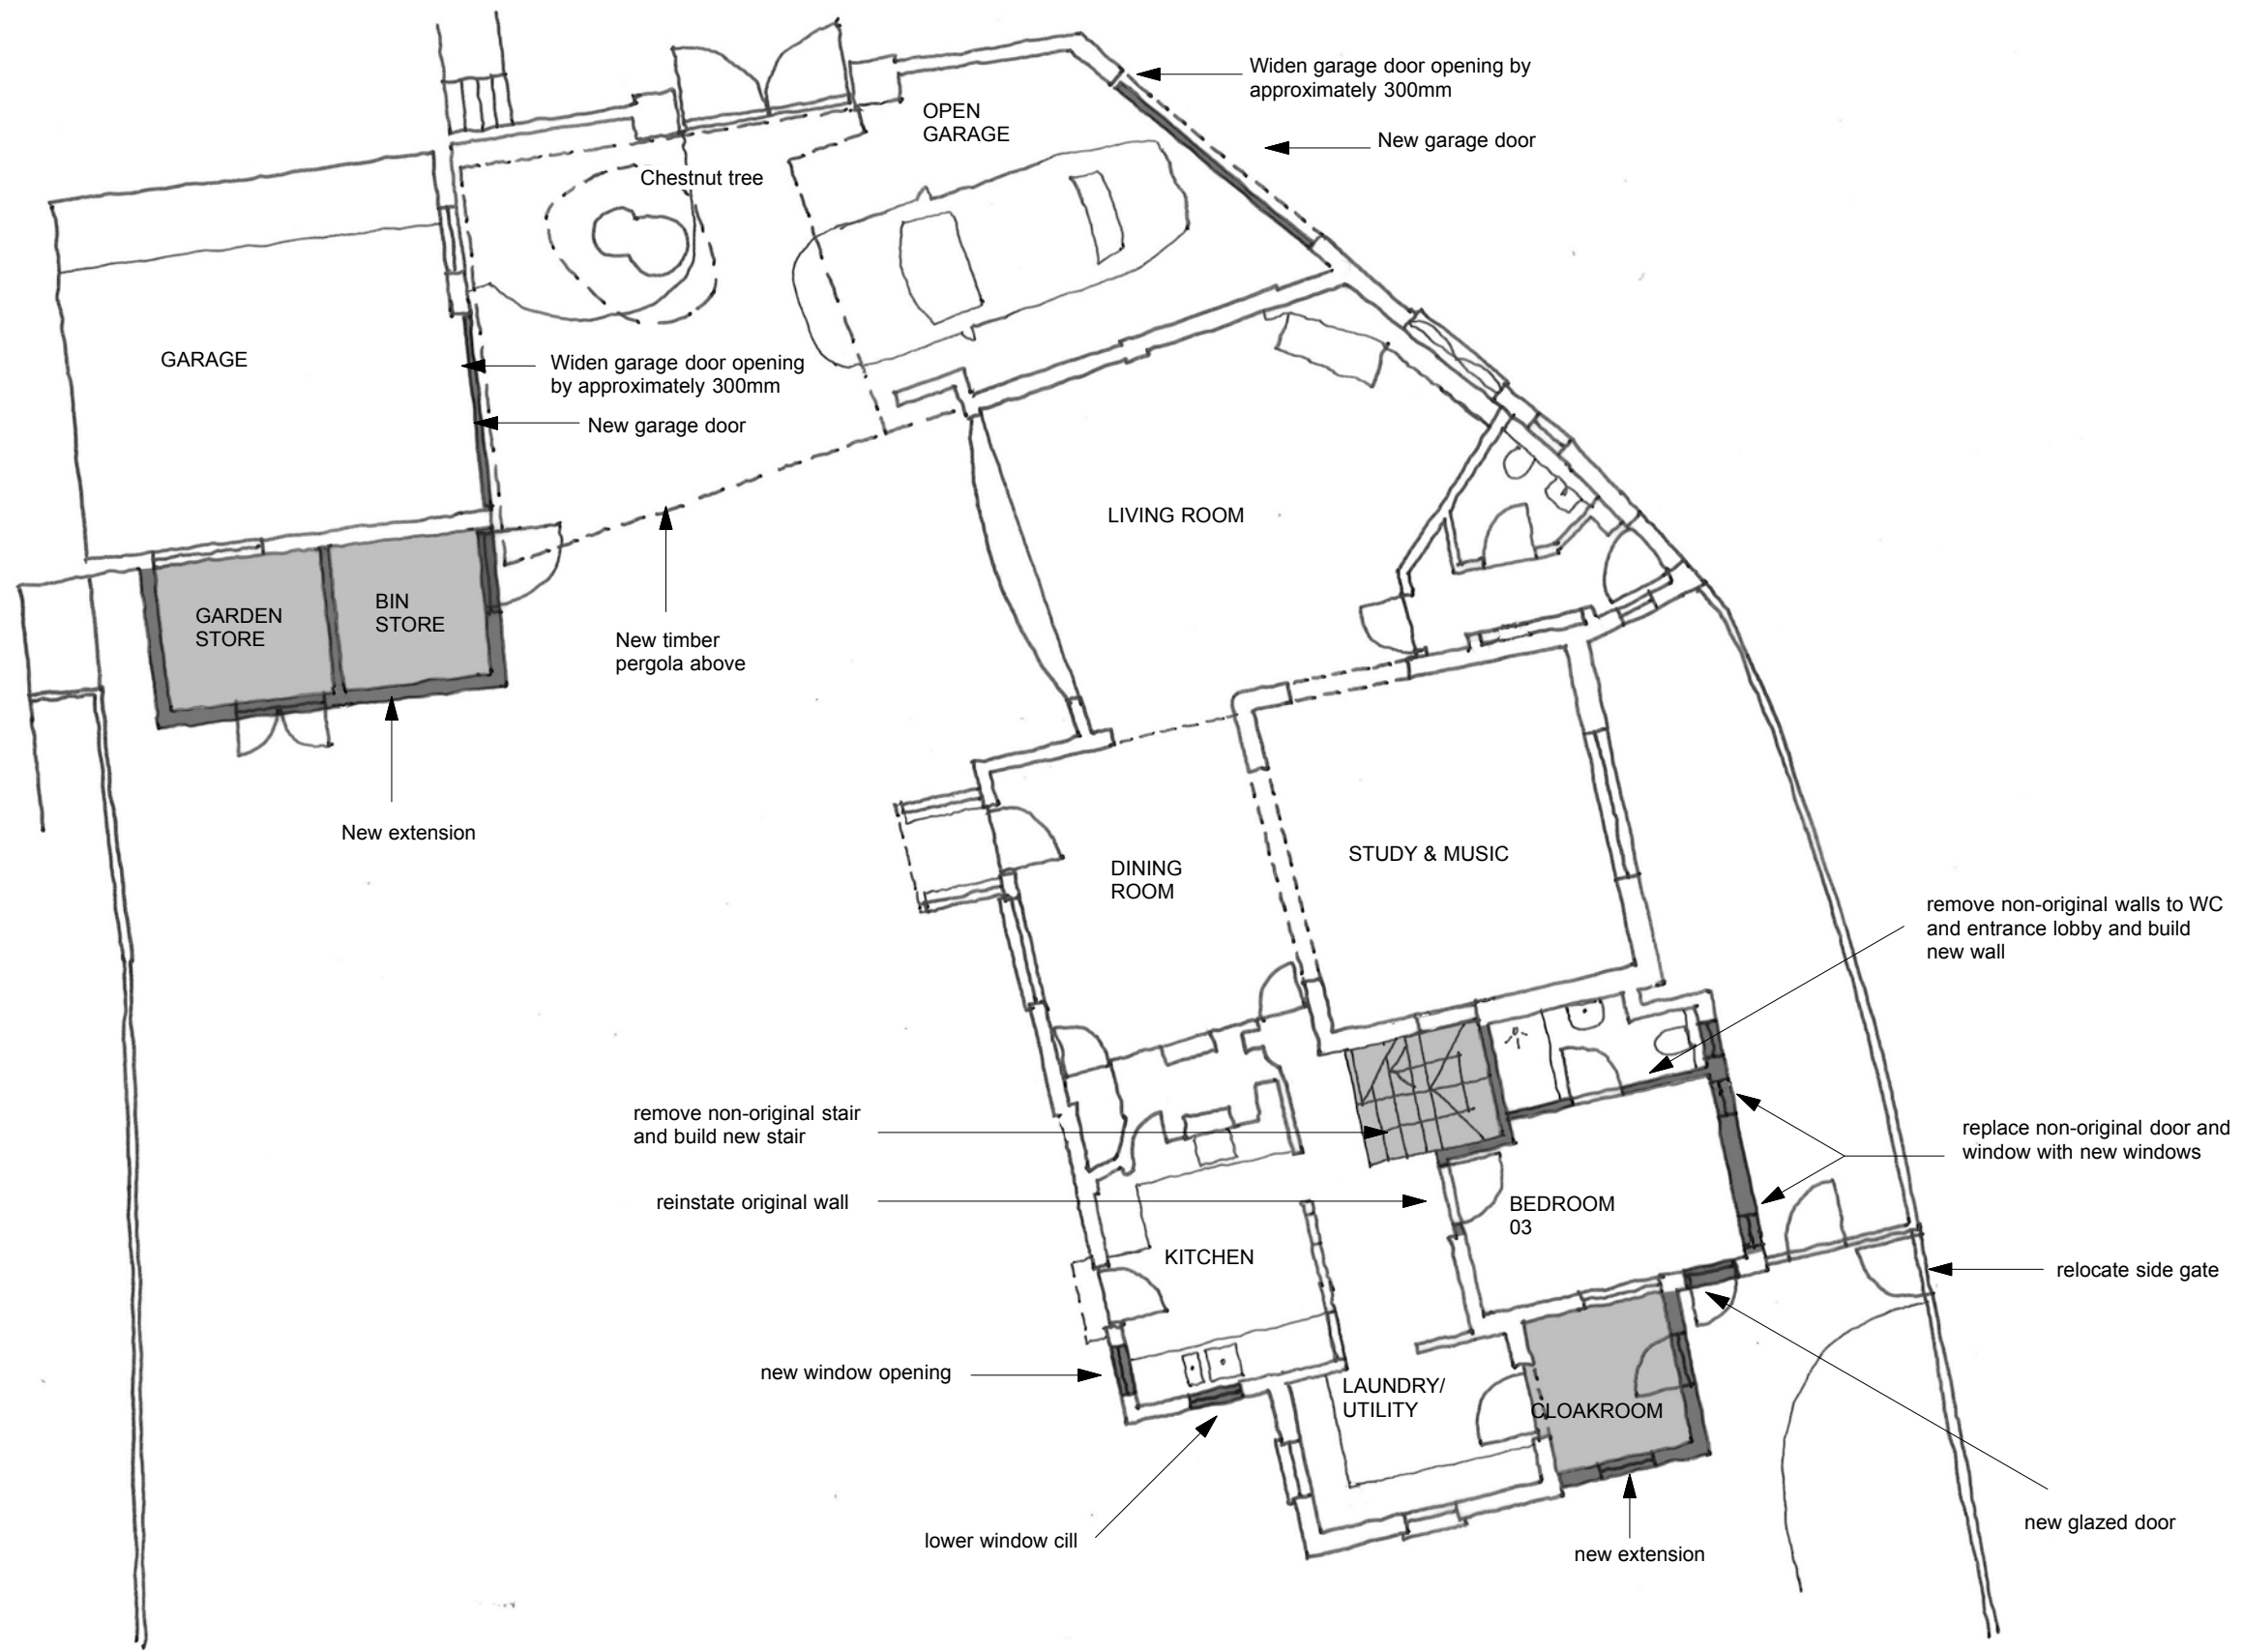 Widen garage door opening by
approximately 300mm
OPEN
GARAGE
New garage door
Chestnut tree
GARAGE
Widen garage door opening
by approximately 300mm
New garage door
LIVING ROOM
GARDEN
STORE
BIN
STORE
New timber
pergola above
New extension
DINING
ROOM
STUDY & MUSIC
remove non-original walls to WC
and entrance lobby and build
new wall
remove non-original stair
and build new stair
replace non-original door and
window with new windows
reinstate original wall
BEDROOM
03
KITCHEN
relocate side gate
new window opening
LAUNDRY/
UTILITY
CLOAKROOM
lower window cill
new extension
new glazed door